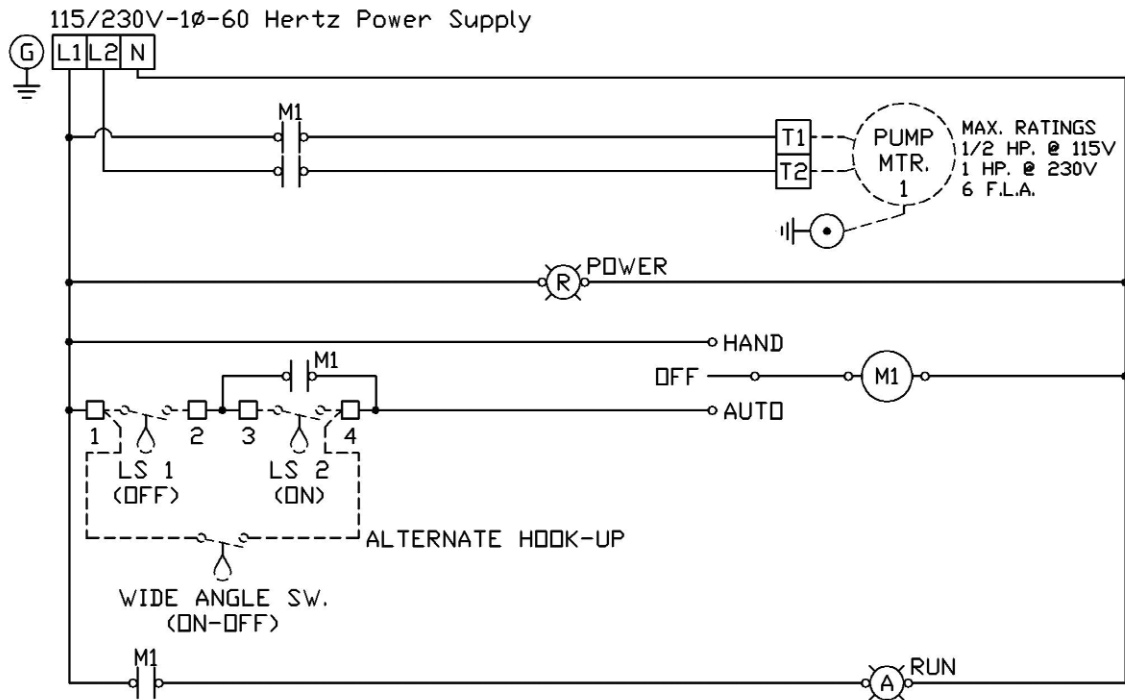 115/230V-1ø-60 Hertz Power Supply
G L1 L2 N
M1
T1
T2
PUMP
MTR.
1
MAX. RATINGS
1/2 HP. @ 115V
1 HP. @ 230V
6 F.L.A.
R POWER
HAND
M1
OFF
M1
AUTO
1 2 3 4
LS 1
(OFF)
LS 2
(ON)
ALTERNATE HOOK-UP
WIDE ANGLE SW.
(ON-OFF)
M1
A RUN